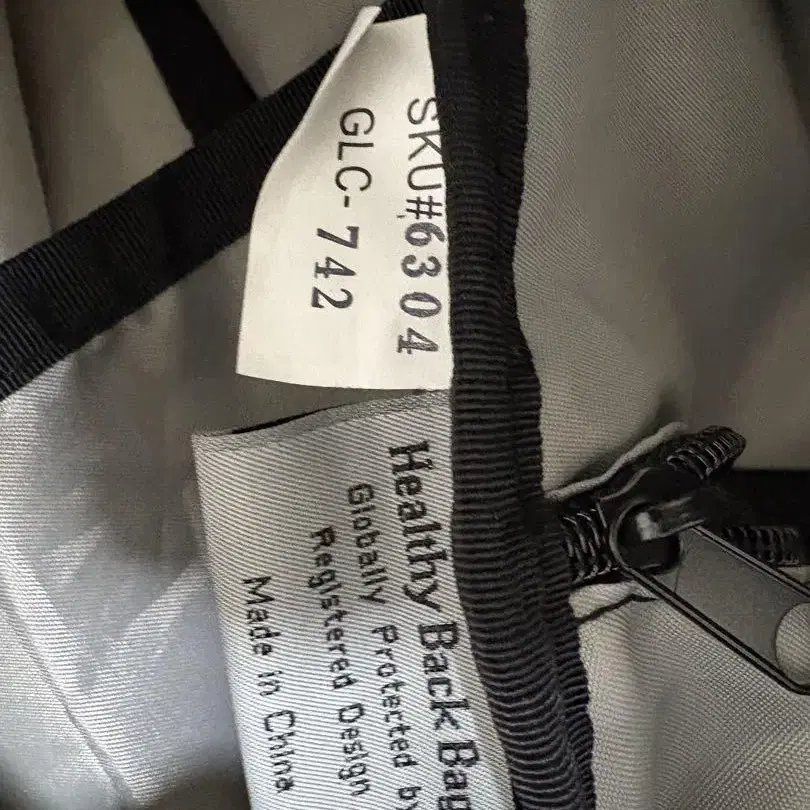 SKU#6304
GLC-742
Healthy Back Bag
Globally Protected by
Registered Design
Made in China